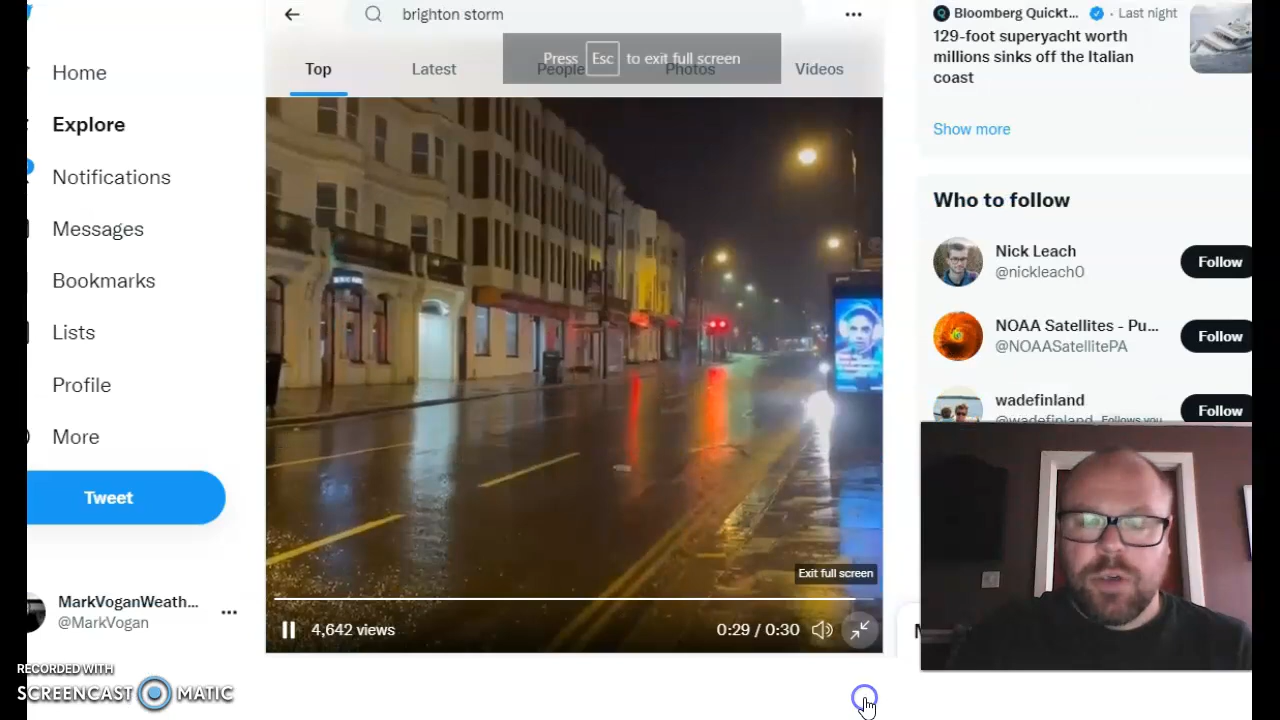 brighton storm
Press Esc to exit full screen
Top
Latest
People
Photos
Videos
Home
Explore
Notifications
Messages
Bookmarks
Lists
Profile
More
Tweet
MarkVoganWeath...
@MarkVogan
Bloomberg Quickt... · Last night
129-foot superyacht worth
millions sinks off the Italian
coast
Show more
Who to follow
Nick Leach
@nickleach0
Follow
NOAA Satellites - Pu...
@NOAASatellitePA
Follow
wadefinland
@wadefinland Follows you
Follow
Exit full screen
4,642 views
0:29 / 0:30
RECORDED WITH
SCREENCAST MATIC